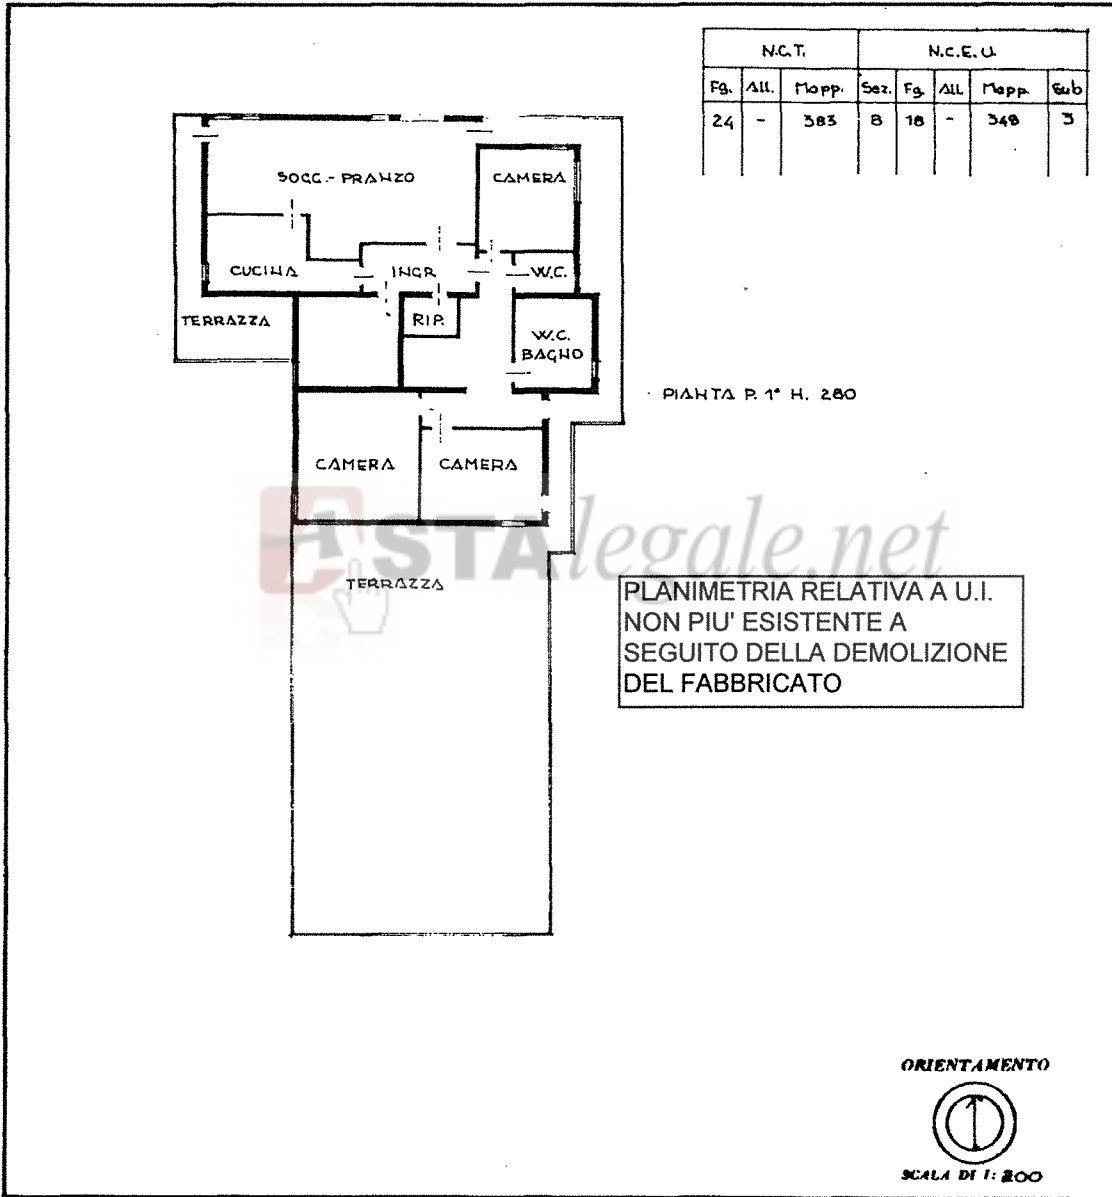 N.C.T. N.C.E.U.
Fg. All. Mapp. Sez. Fg. All. Mapp. Sub
24 - 383 B 18 - 348 3
SOGG.-PRANZO
CAMERA
CUCINA
INGR.
W.C.
TERRAZZA
RIP.
W.C.
BAGNO
PIANTA P. 1° H. 280
CAMERA
CAMERA
ASTAlegale.net
TERRAZZA
PLANIMETRIA RELATIVA A U.I.
NON PIU' ESISTENTE A
SEGUITO DELLA DEMOLIZIONE
DEL FABBRICATO
ORIENTAMENTO
SCALA DI 1: 200